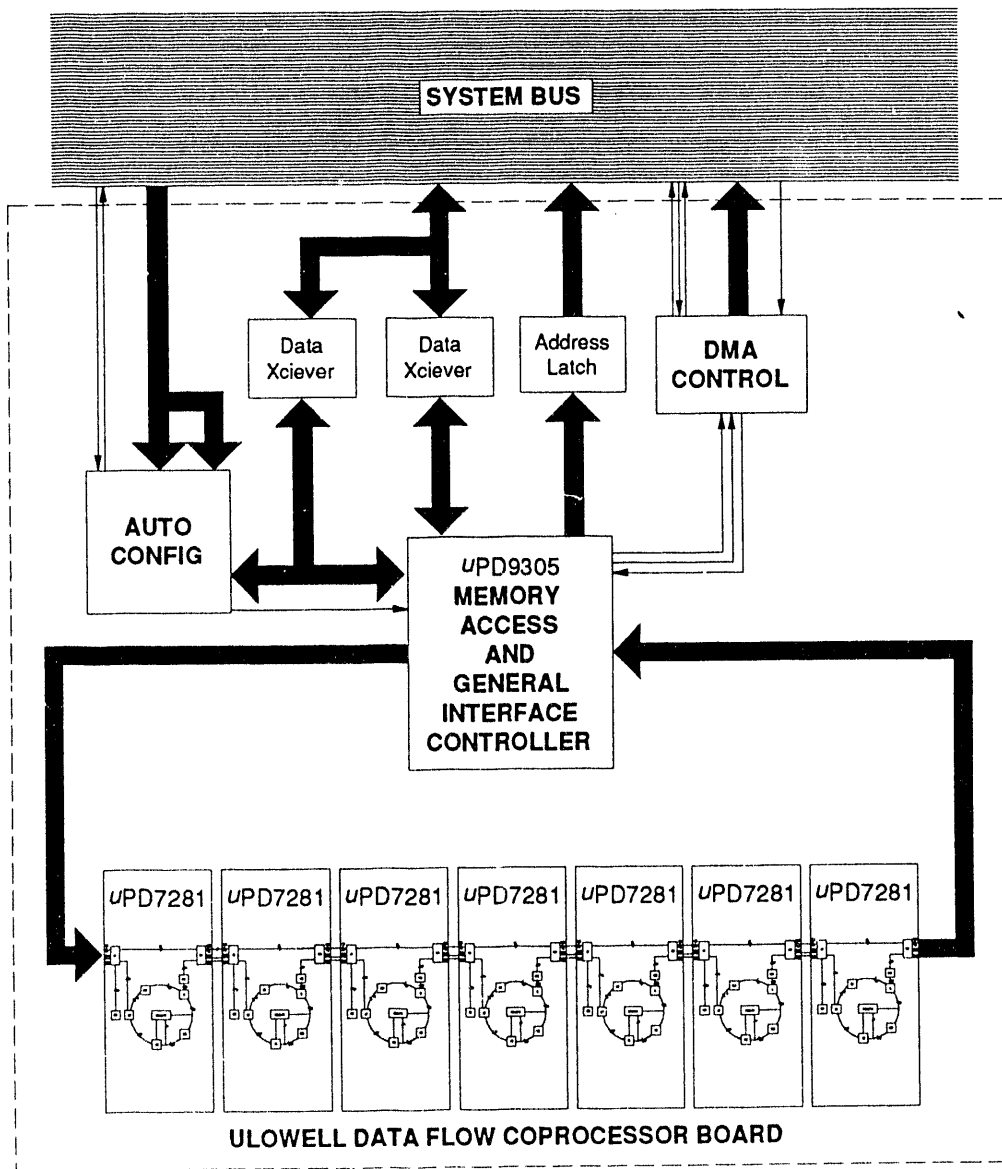 SYSTEM BUS
Data
Xciever
Data
Xciever
Address
Latch
DMA
CONTROL
AUTO
CONFIG
uPD9305
MEMORY
ACCESS
AND
GENERAL
INTERFACE
CONTROLLER
uPD7281
uPD7281
uPD7281
uPD7281
uPD7281
uPD7281
uPD7281
ULOWELL DATA FLOW COPROCESSOR BOARD